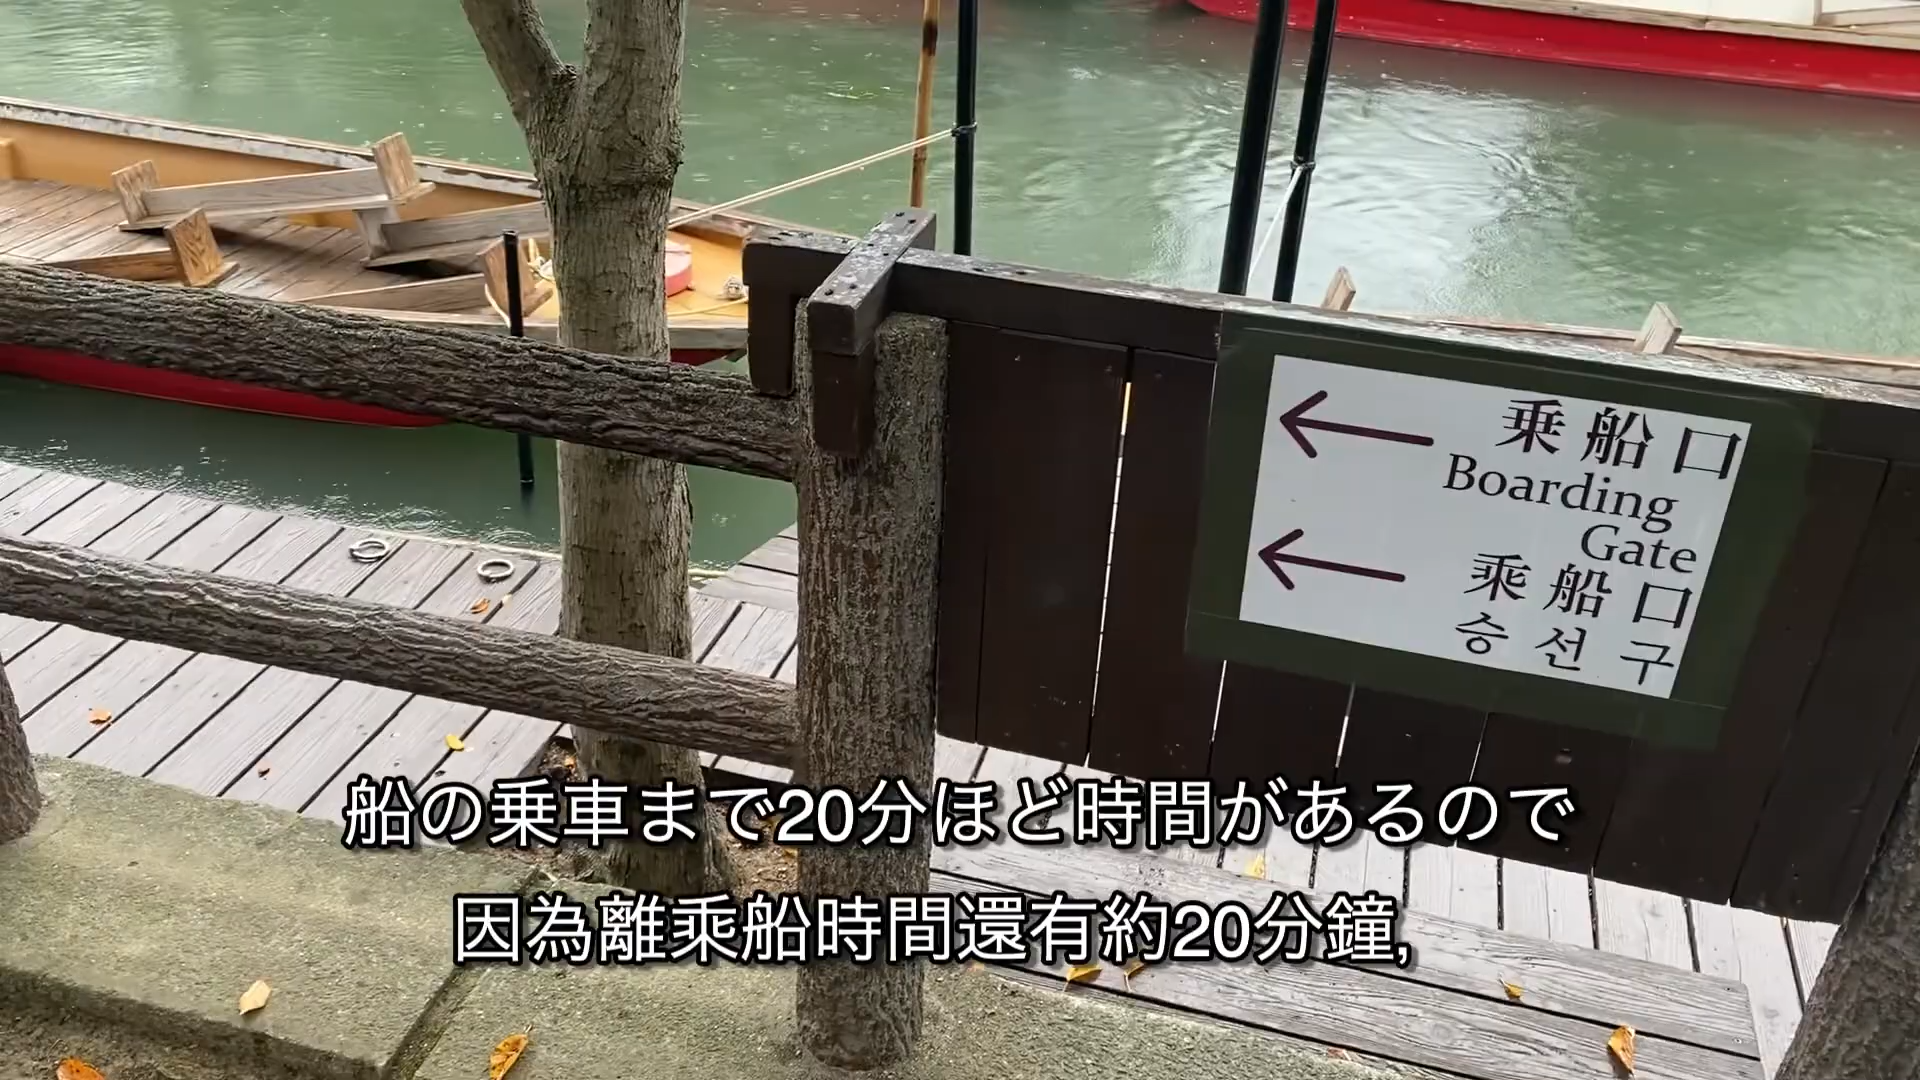 乗船口
Boarding
Gate
乘船口
승선구
船の乗車まで20分ほど時間があるので
因為離乘船時間還有約20分鐘,